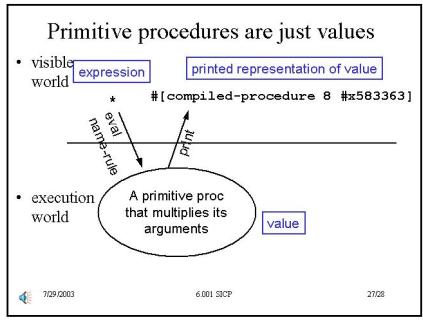 Primitive procedures are just values
• visible world
expression
printed representation of value
*
#[compiled-procedure 8 #x583363]
eval
name-rule
print
• execution world
A primitive proc
that multiplies its
arguments
value
7/29/2003
6.001 SICP
27/28